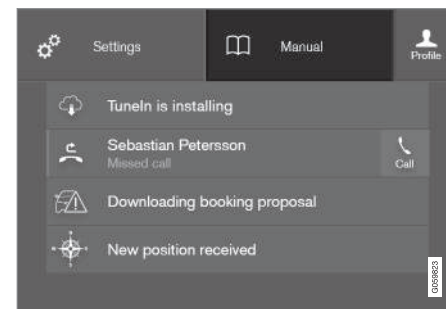 Settings
Manual
Profile
TuneIn is installing
Sebastian Petersson
Missed call
Call
Downloading booking proposal
New position received
G059823